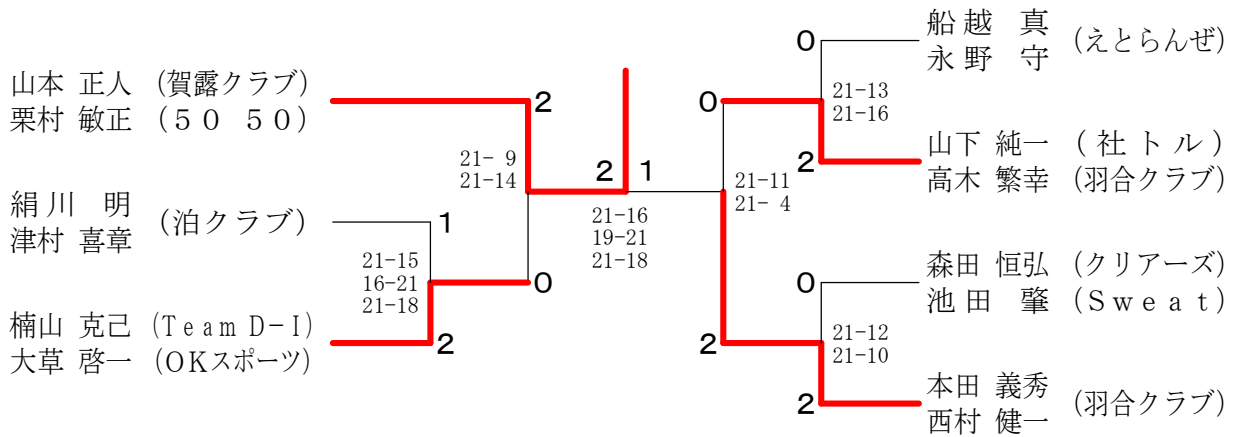 山本 正人 (賀露クラブ)
栗村 敏正 (５０ ５０)
2
21- 9
21-14
絹川 明
津村 喜章
(泊クラブ)
1
21-15
16-21
21-18
0
楠山 克己 (Team D-I)
大草 啓一 (OKスポーツ)
2
2 1
21-16
19-21
21-18
船越 真
永野 守
(えとらんぜ)
0
21-13
21-16
0
山下 純一 (社トル)
高木 繁幸 (羽合クラブ)
2
21-11
21- 4
森田 恒弘 (クリアーズ)
池田 肇 (Sweat)
0
21-12
21-10
2
本田 義秀
西村 健一
(羽合クラブ)
2